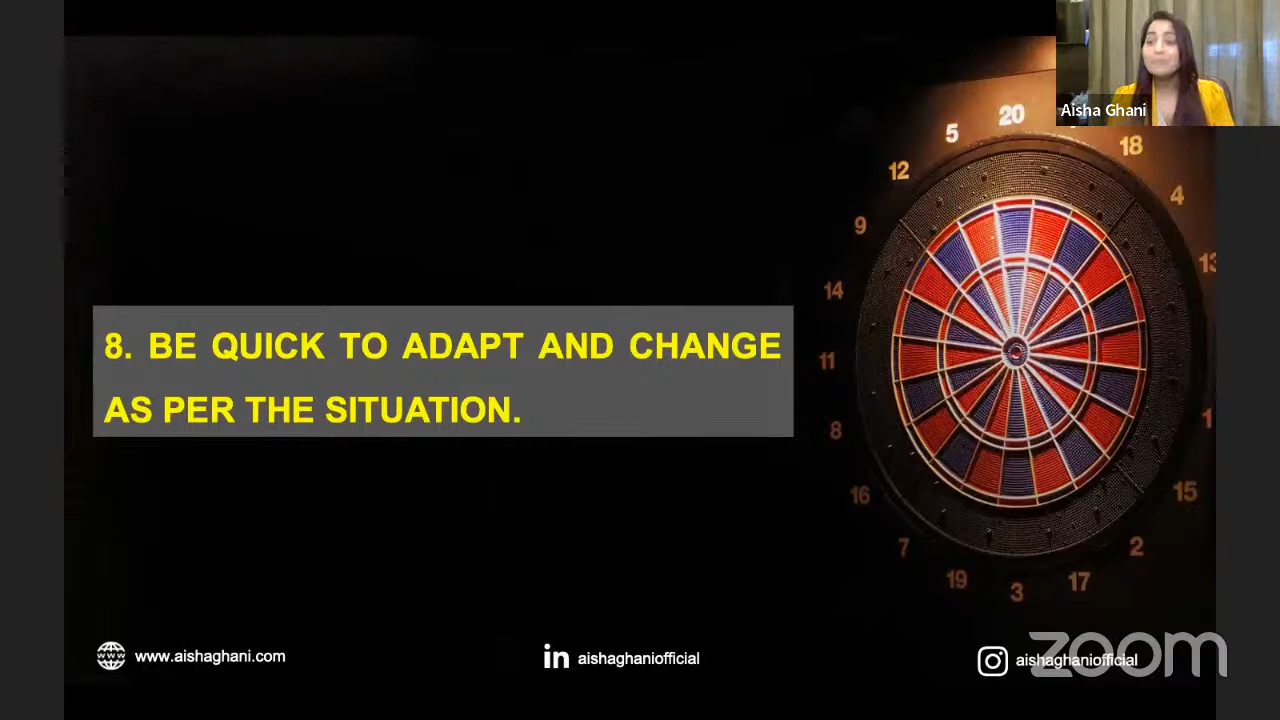 Aisha Ghani
8. BE QUICK TO ADAPT AND CHANGE
AS PER THE SITUATION.
5
20
18
12
4
9
13
14
11
8
16
15
7
2
19
3
17
www.aishaghani.com
in aishaghaniofficial
aishaghaniofficial
zoom